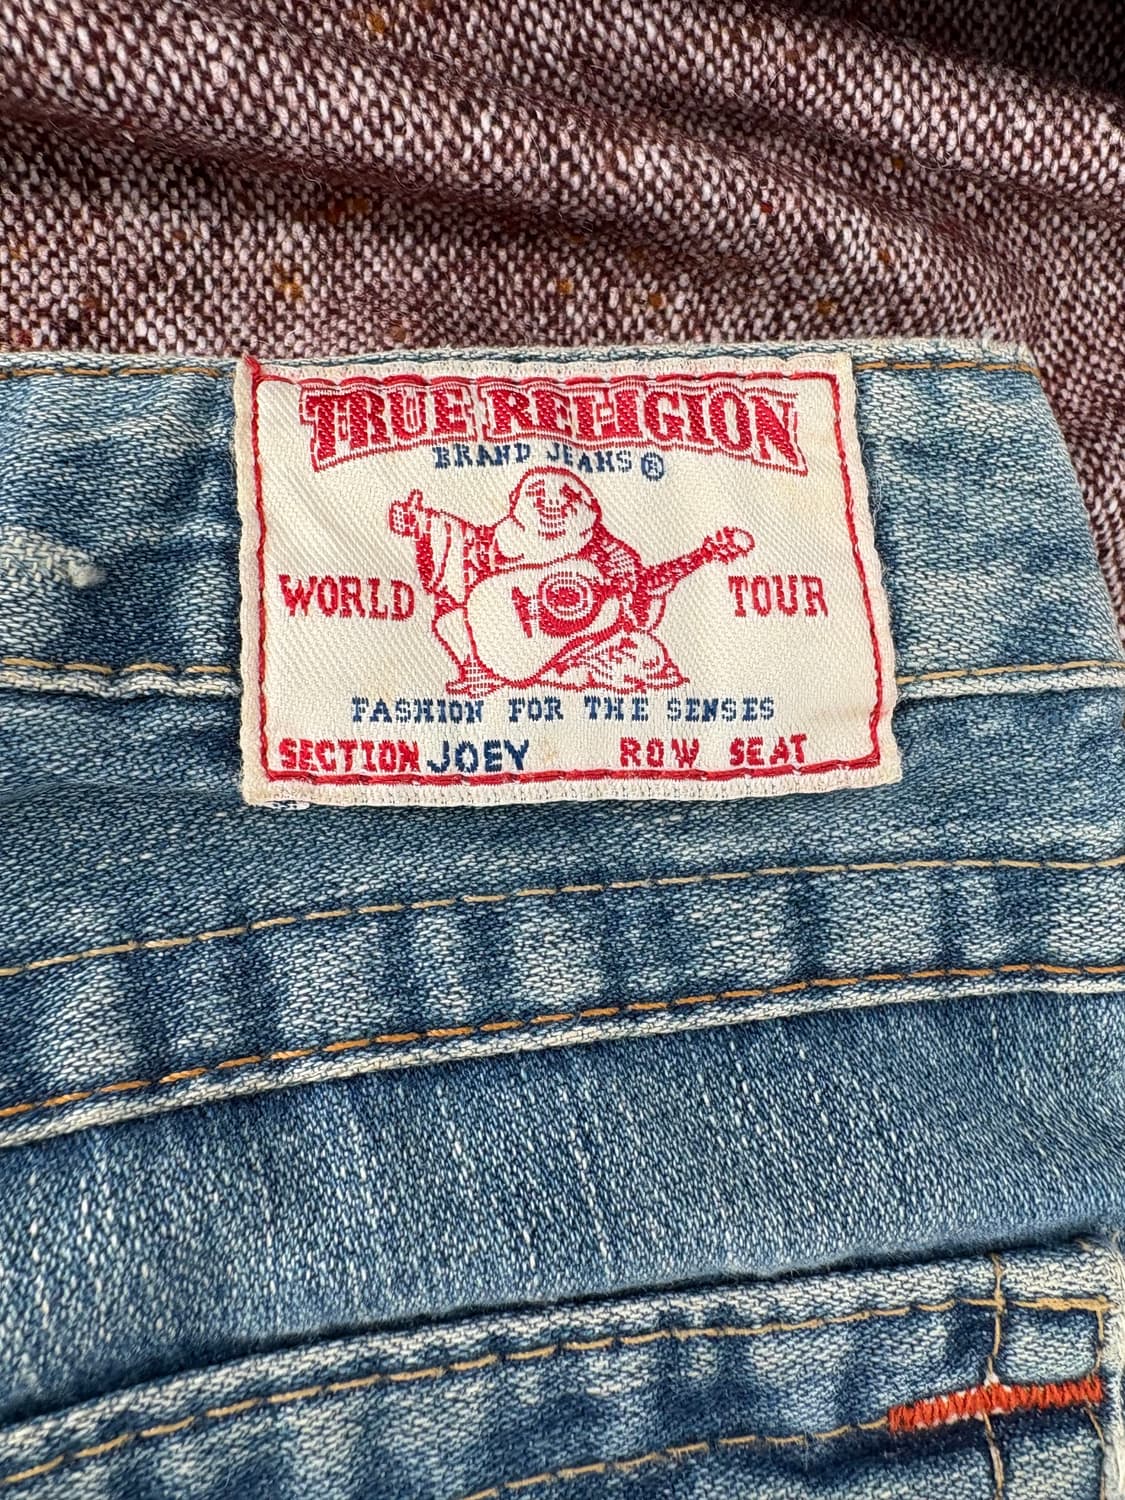 TRUE RELIGION
BRAND JEANS ®
WORLD TOUR
FASHION FOR THE SENSES
SECTION JOEY ROW SEAT